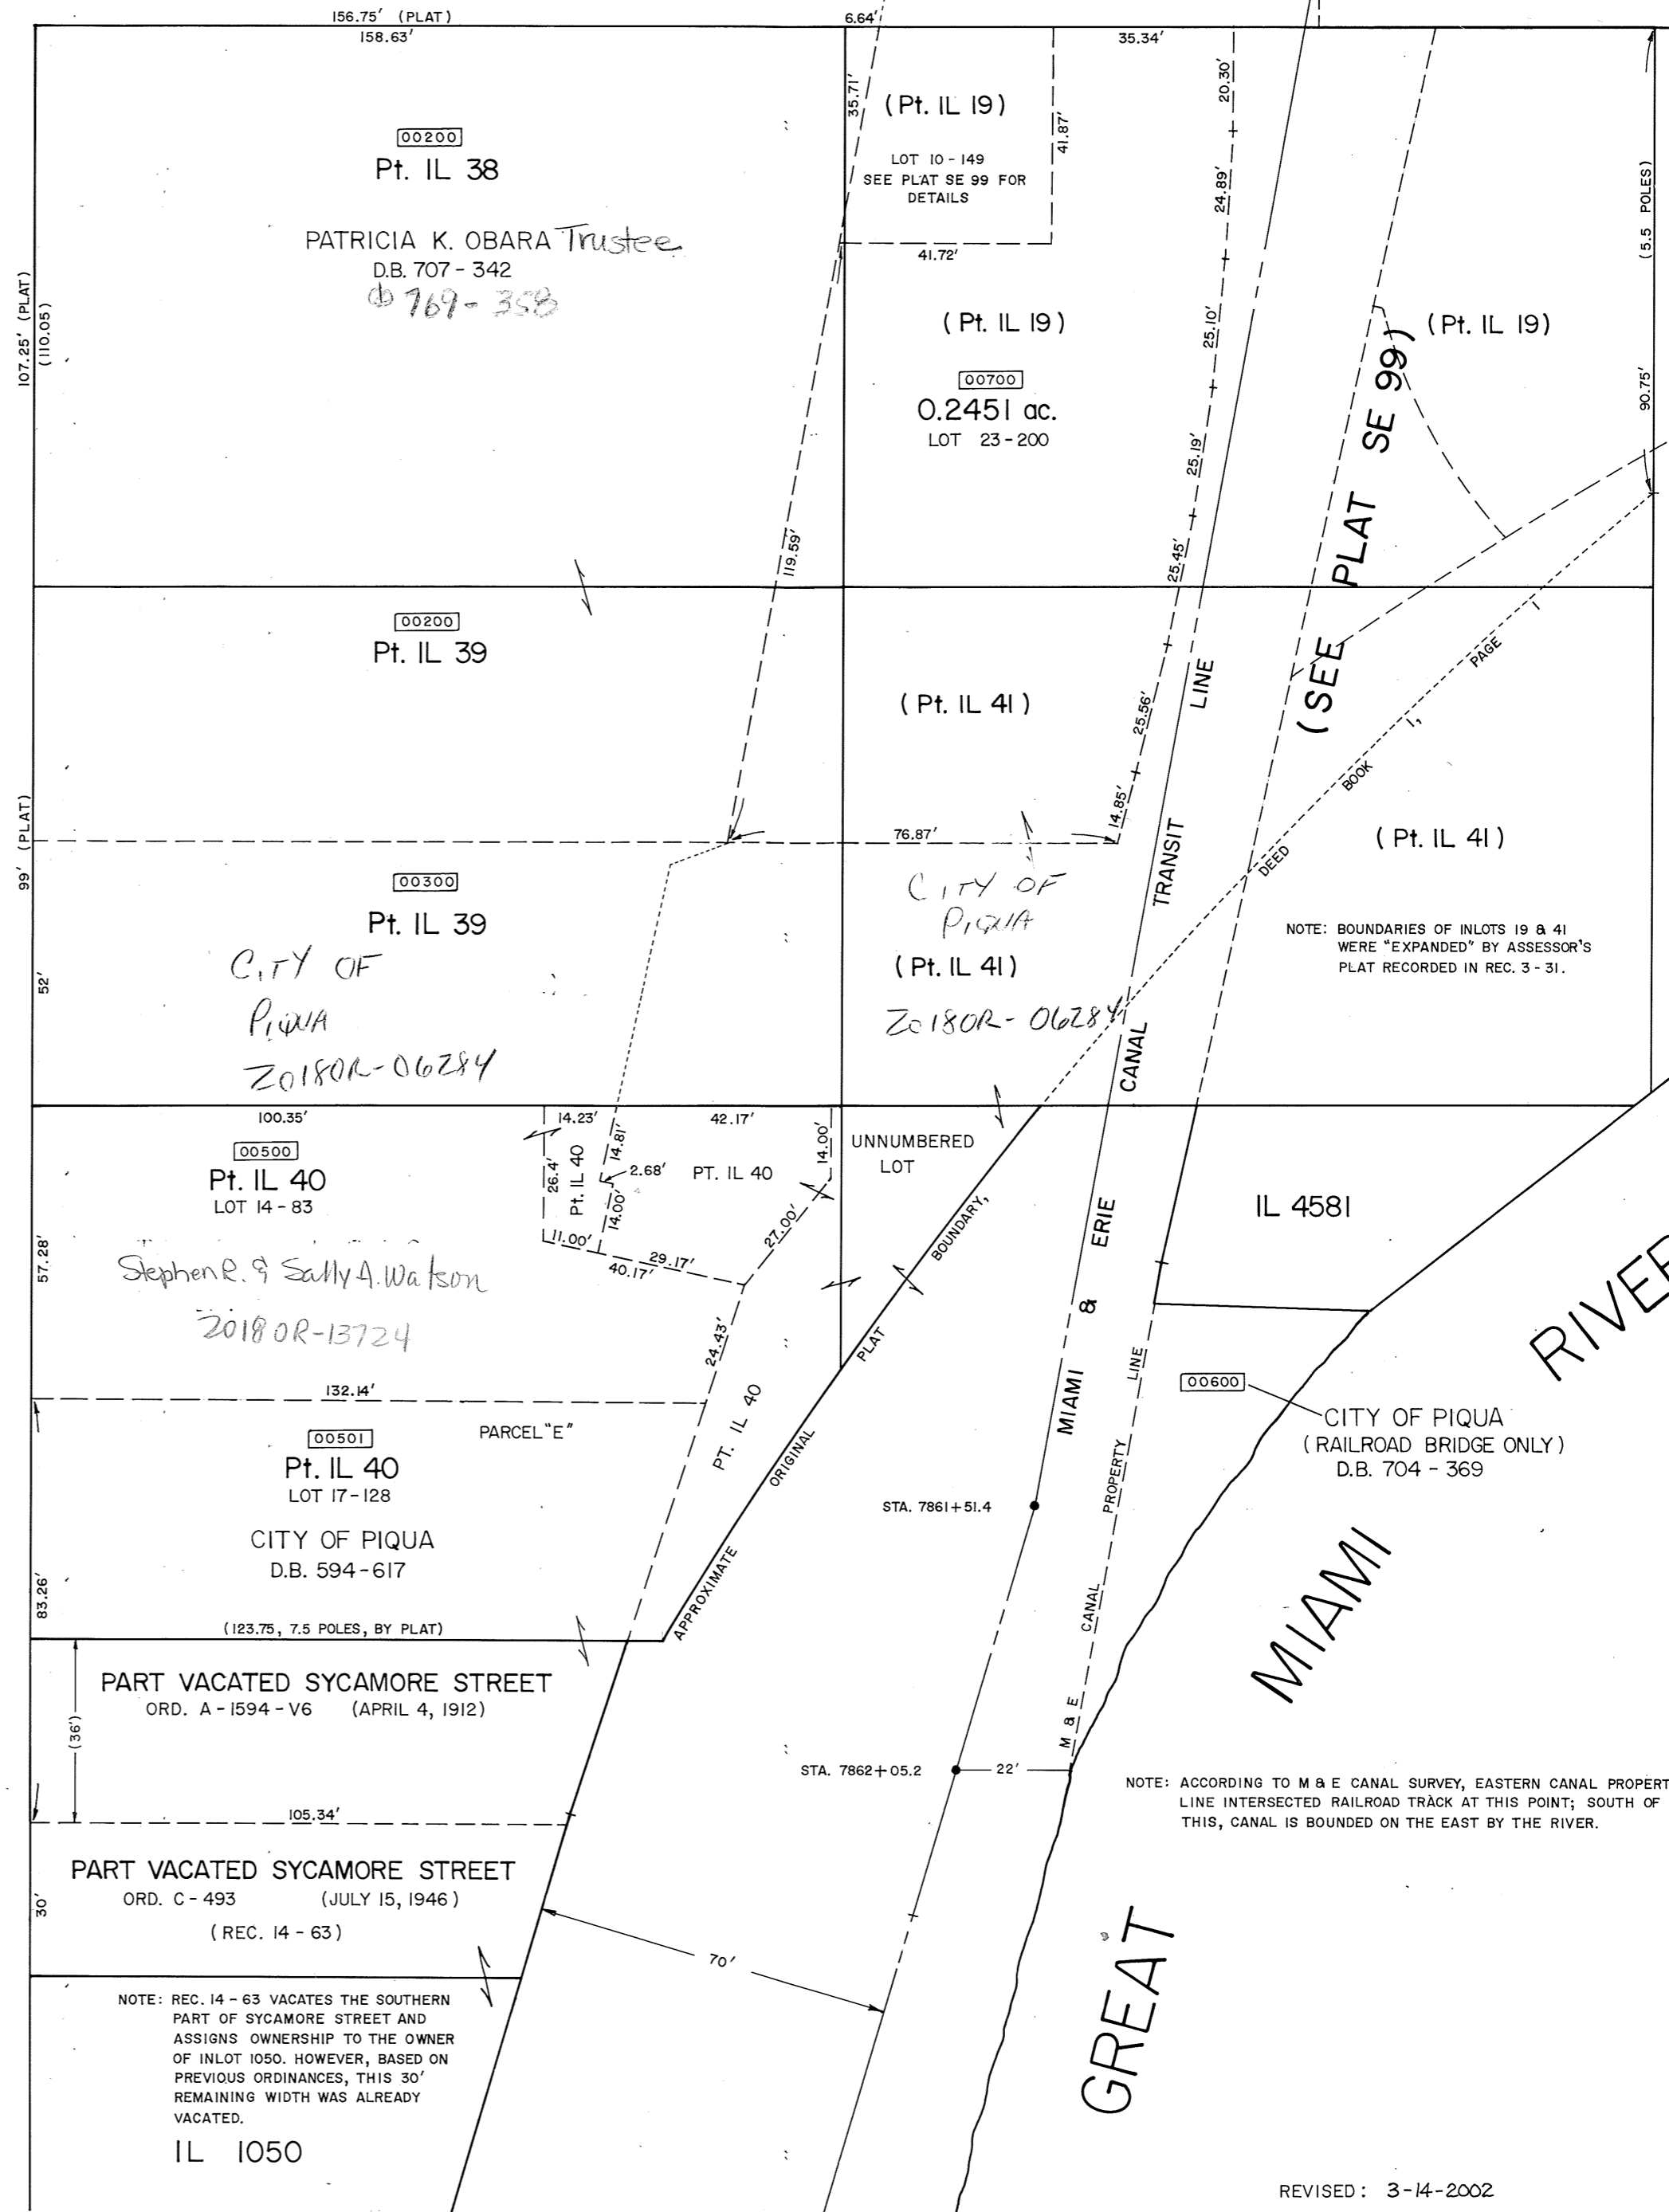 156.75' (PLAT)
158.63'
6.64'
35.34'
35.71'
(Pt. IL 19)
LOT 10-149
SEE PLAT SE 99 FOR
DETAILS
41.87'
41.72'
20.30'
24.89'
25.10'
25.19'
25.45'
25.56'
14.85'
(5.5 POLES)
90.75'
00200
Pt. IL 38
PATRICIA K. OBARA Trustee
D.B. 707-342
769-358
107.25' (PLAT)
(110.05)
(Pt. IL 19)
00700
0.2451 ac.
LOT 23-200
(Pt. IL 19)
(SEE PLAT SE 99)
119.59'
00200
Pt. IL 39
(Pt. IL 41)
99' (PLAT)
76.87'
00300
Pt. IL 39
CITY OF
PIQUA
2018OR-06284
52'
CITY OF
PIQUA
(Pt. IL 41)
2018OR-06284
(Pt. IL 41)
NOTE: BOUNDARIES OF INLOTS 19 & 41
WERE "EXPANDED" BY ASSESSOR'S
PLAT RECORDED IN REC. 3-31.
APPROXIMATE ORIGINAL PLAT BOUNDARY, DEED BOOK 1, PAGE 1
MIAMI & ERIE CANAL TRANSIT LINE
100.35'
14.23'
42.17'
00500
Pt. IL 40
LOT 14-83
Stephen R. & Sally A. Watson
2018OR-13724
57.28'
26.4'
Pt. IL 40
14.81'
2.68'
14.00'
PT. IL 40
14.00'
27.00'
11.00'
29.17'
40.17'
24.43'
UNNUMBERED
LOT
IL 4581
132.14'
PARCEL "E"
PT. IL 40
00501
Pt. IL 40
LOT 17-128
CITY OF PIQUA
D.B. 594-617
83.26'
(123.75, 7.5 POLES, BY PLAT)
00600
CITY OF PIQUA
(RAILROAD BRIDGE ONLY)
D.B. 704-369
STA. 7861+51.4
M & E CANAL PROPERTY LINE
GREAT MIAMI RIVER
PART VACATED SYCAMORE STREET
ORD. A-1594-V6 (APRIL 4, 1912)
(36')
STA. 7862+05.2
22'
NOTE: ACCORDING TO M & E CANAL SURVEY, EASTERN CANAL PROPERT
LINE INTERSECTED RAILROAD TRACK AT THIS POINT; SOUTH OF
THIS, CANAL IS BOUNDED ON THE EAST BY THE RIVER.
105.34'
PART VACATED SYCAMORE STREET
ORD. C-493 (JULY 15, 1946)
(REC. 14-63)
30'
70'
NOTE: REC. 14-63 VACATES THE SOUTHERN
PART OF SYCAMORE STREET AND
ASSIGNS OWNERSHIP TO THE OWNER
OF INLOT 1050. HOWEVER, BASED ON
PREVIOUS ORDINANCES, THIS 30'
REMAINING WIDTH WAS ALREADY
VACATED.
IL 1050
REVISED: 3-14-2002